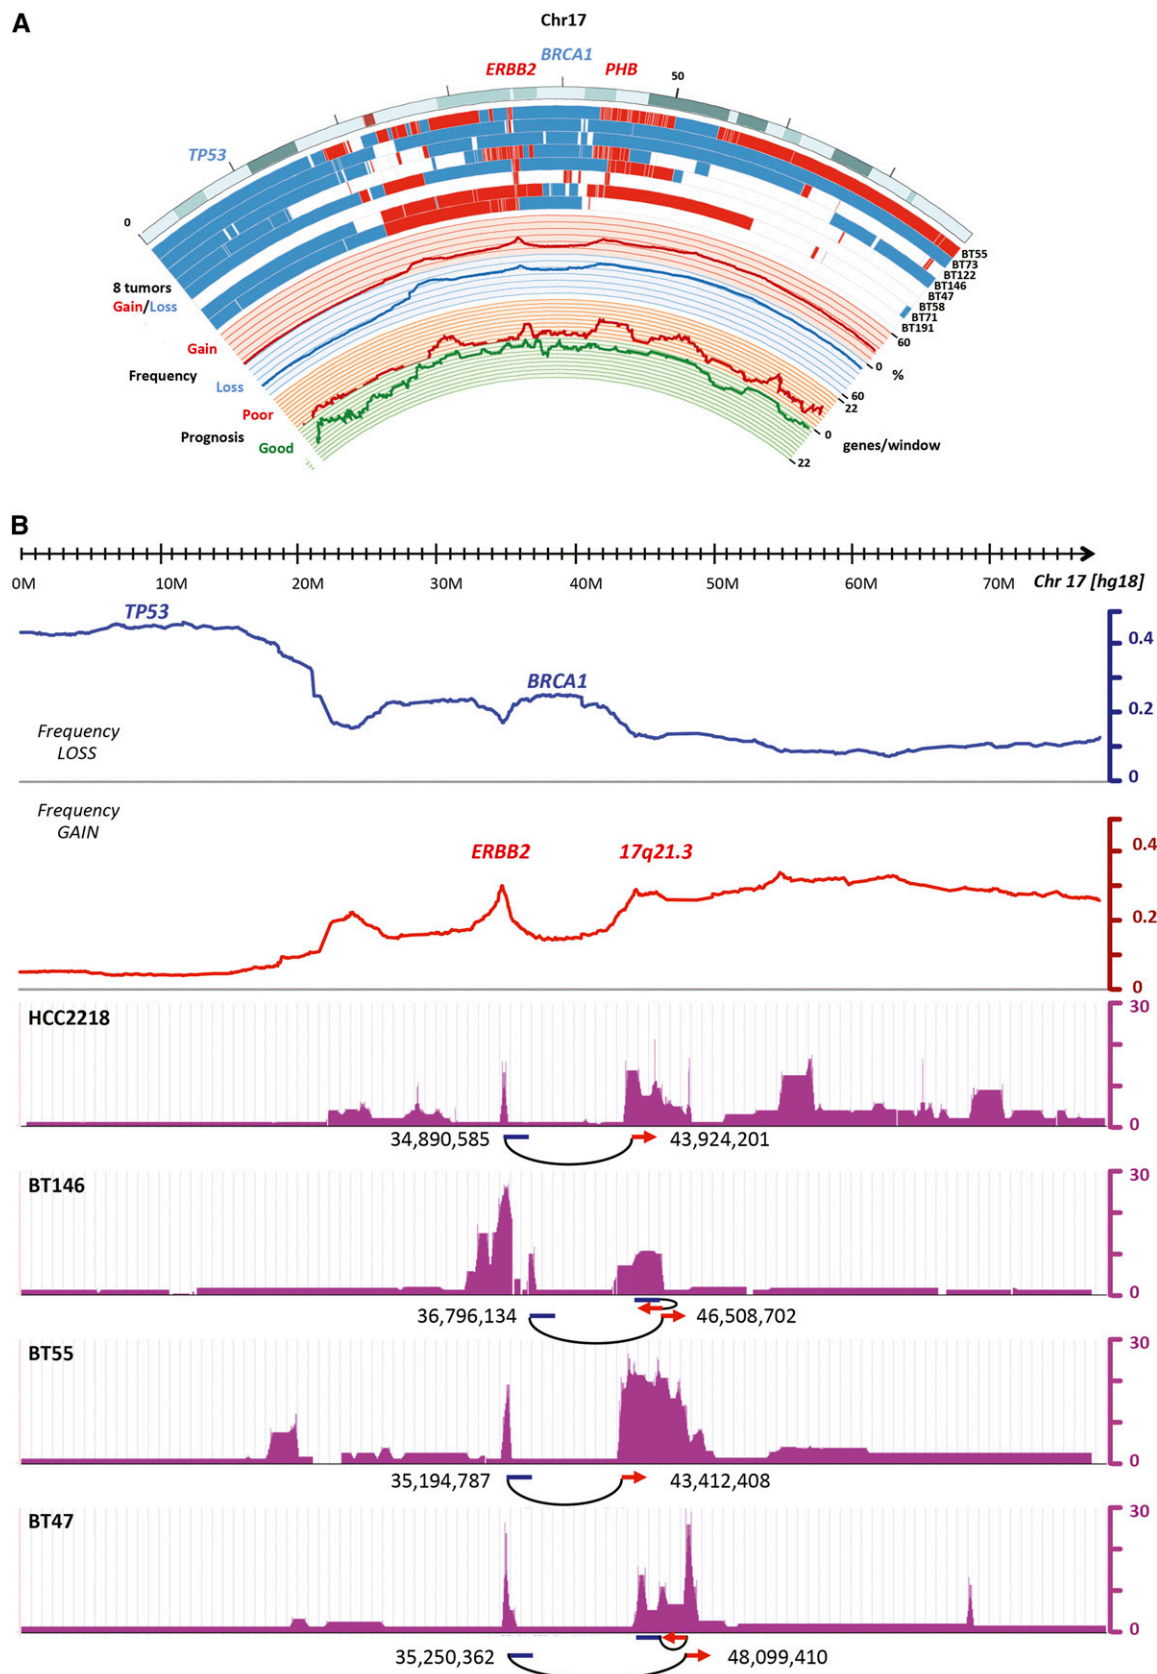 A
Chr17
BRCA1
ERBB2
PHB
50
TP53
0
BT55
BT73
BT122
BT146
BT47
BT58
BT71
BT191
8 tumors
Gain/Loss
Gain
60
Frequency
0
%
Loss
60
22
Poor
Prognosis
0
genes/window
Good
22
B
0M 10M 20M 30M 40M 50M 60M 70M Chr 17 [hg18]
TP53
0.4
BRCA1
0.2
Frequency
LOSS
0
Frequency
GAIN
ERBB2 17q21.3
0.4
0.2
0
HCC2218
30
0
34,890,585 43,924,201
BT146
30
0
36,796,134 46,508,702
BT55
30
0
35,194,787 43,412,408
BT47
30
0
35,250,362 48,099,410